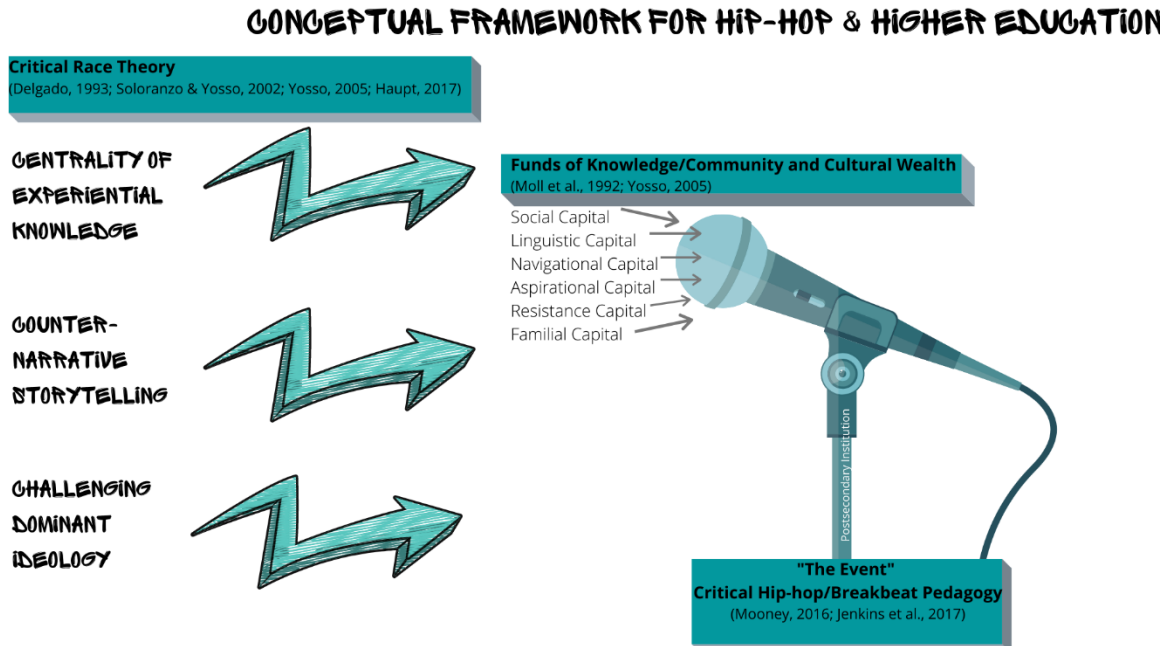 CONCEPTUAL FRAMEWORK FOR HIP-HOP & HIGHER EDUCATION
Critical Race Theory
(Delgado, 1993; Soloranzo & Yosso, 2002; Yosso, 2005; Haupt, 2017)
CENTRALITY OF
EXPERIENTIAL
KNOWLEDGE
COUNTER-
NARRATIVE
STORYTELLING
CHALLENGING
DOMINANT
IDEOLOGY
Funds of Knowledge/Community and Cultural Wealth
(Moll et al., 1992; Yosso, 2005)
Social Capital
Linguistic Capital
Navigational Capital
Aspirational Capital
Resistance Capital
Familial Capital
Postsecondary Institution
"The Event"
Critical Hip-hop/Breakbeat Pedagogy
(Mooney, 2016; Jenkins et al., 2017)